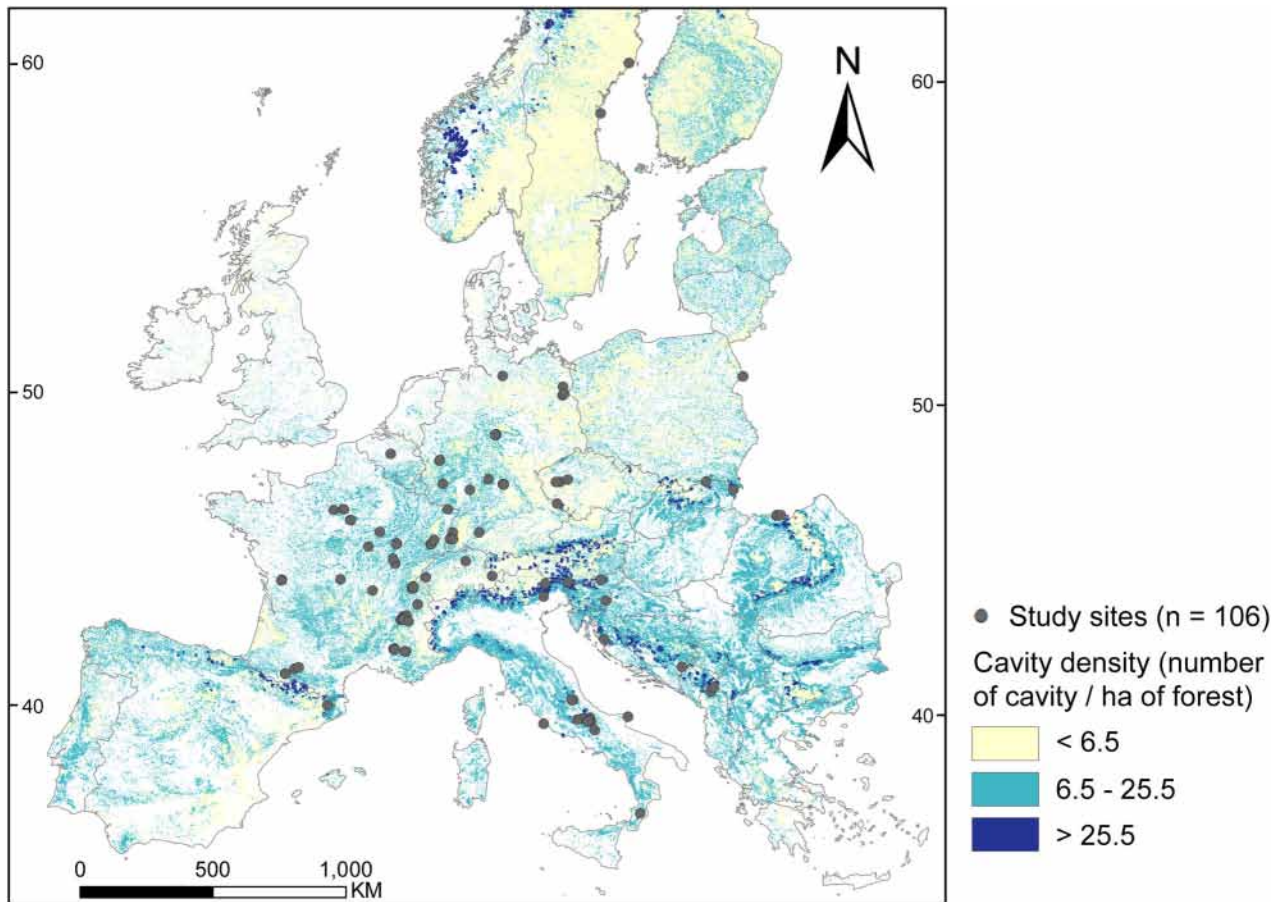 60
50
40
60
50
40
N
0 500 1,000
KM
Study sites (n = 106)
Cavity density (number
of cavity / ha of forest)
< 6.5
6.5 - 25.5
> 25.5